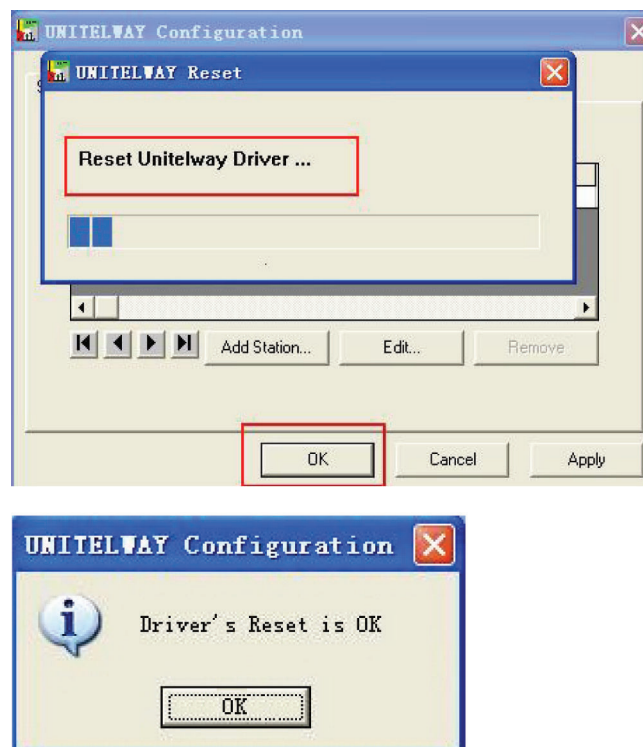 UNITELWAY Configuration
UNITELWAY Reset
Reset Unitelway Driver ...
Add Station...
Edit...
Remove
OK
Cancel
Apply
UNITELWAY Configuration
Driver's Reset is OK
OK